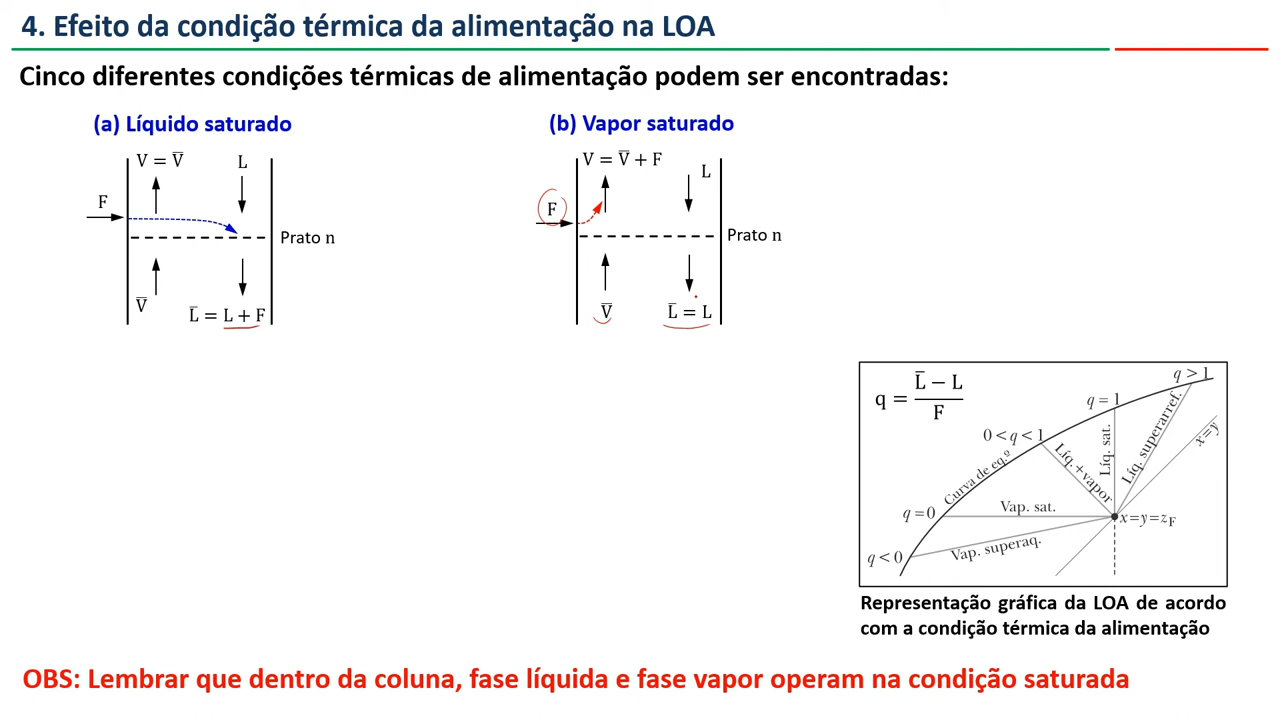 4. Efeito da condição térmica da alimentação na LOA
Cinco diferentes condições térmicas de alimentação podem ser encontradas:
(a) Líquido saturado
V = V̅
L
F
Prato n
V̅
L̅ = L + F
(b) Vapor saturado
V = V̅ + F
L
F
Prato n
V̅
L̅ = L
q = (L̅ − L)/F
q > 1
q = 1
0 < q < 1
q = 0
q < 0
Curva de eq.º
Líq.+vapor
Líq. sat.
Líq. superarref.
x=y
Vap. sat.
x=y=z_F
Vap. superaq.
Representação gráfica da LOA de acordo
com a condição térmica da alimentação
OBS: Lembrar que dentro da coluna, fase líquida e fase vapor operam na condição saturada